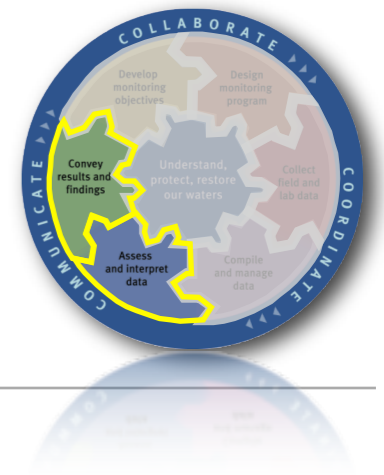 COLLABORATE
Develop
monitoring
objectives
Design
monitoring
program
Convey
results and
findings
Understand,
protect, restore
our waters
Collect
field and
lab data
Assess
and interpret
data
Compile
and manage
data
COORDINATE
COMMUNICATE